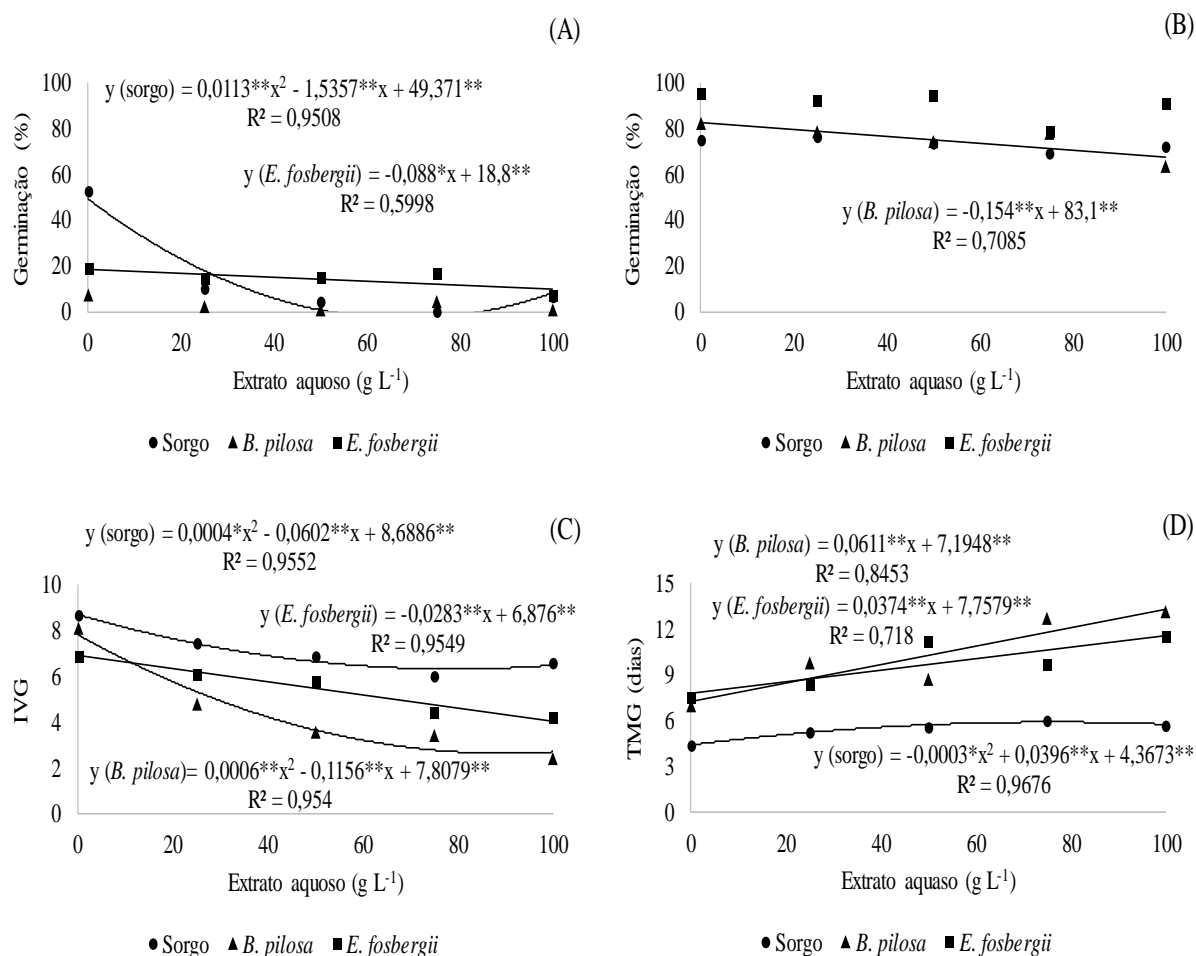 (A)
y (sorgo) = 0,0113**x² - 1,5357**x + 49,371**
R² = 0,9508
y (E. fosbergii) = -0,088*x + 18,8**
R² = 0,5998
Germinação (%)
100
80
60
40
20
0
0 20 40 60 80 100
Extrato aquoso (g L⁻¹)
Sorgo B. pilosa E. fosbergii
(B)
Germinação (%)
100
80
60
40
20
0
y (B. pilosa) = -0,154**x + 83,1**
R² = 0,7085
0 20 40 60 80 100
Extrato aquaso (g L⁻¹)
Sorgo B. pilosa E. fosbergii
(C)
y (sorgo) = 0,0004*x² - 0,0602**x + 8,6886**
R² = 0,9552
y (E. fosbergii) = -0,0283**x + 6,876**
R² = 0,9549
IVG
10
8
6
4
2
0
y (B. pilosa)= 0,0006**x² - 0,1156**x + 7,8079**
R² = 0,954
0 20 40 60 80 100
Extrato aquoso (g L⁻¹)
Sorgo B. pilosa E. fosbergii
(D)
y (B. pilosa) = 0,0611**x + 7,1948**
R² = 0,8453
y (E. fosbergii) = 0,0374**x + 7,7579**
R² = 0,718
TMG (dias)
15
12
9
6
3
0
y (sorgo) = -0,0003*x² + 0,0396**x + 4,3673**
R² = 0,9676
0 20 40 60 80 100
Extrato aquaso (g L⁻¹)
Sorgo B. pilosa E. fosbergii